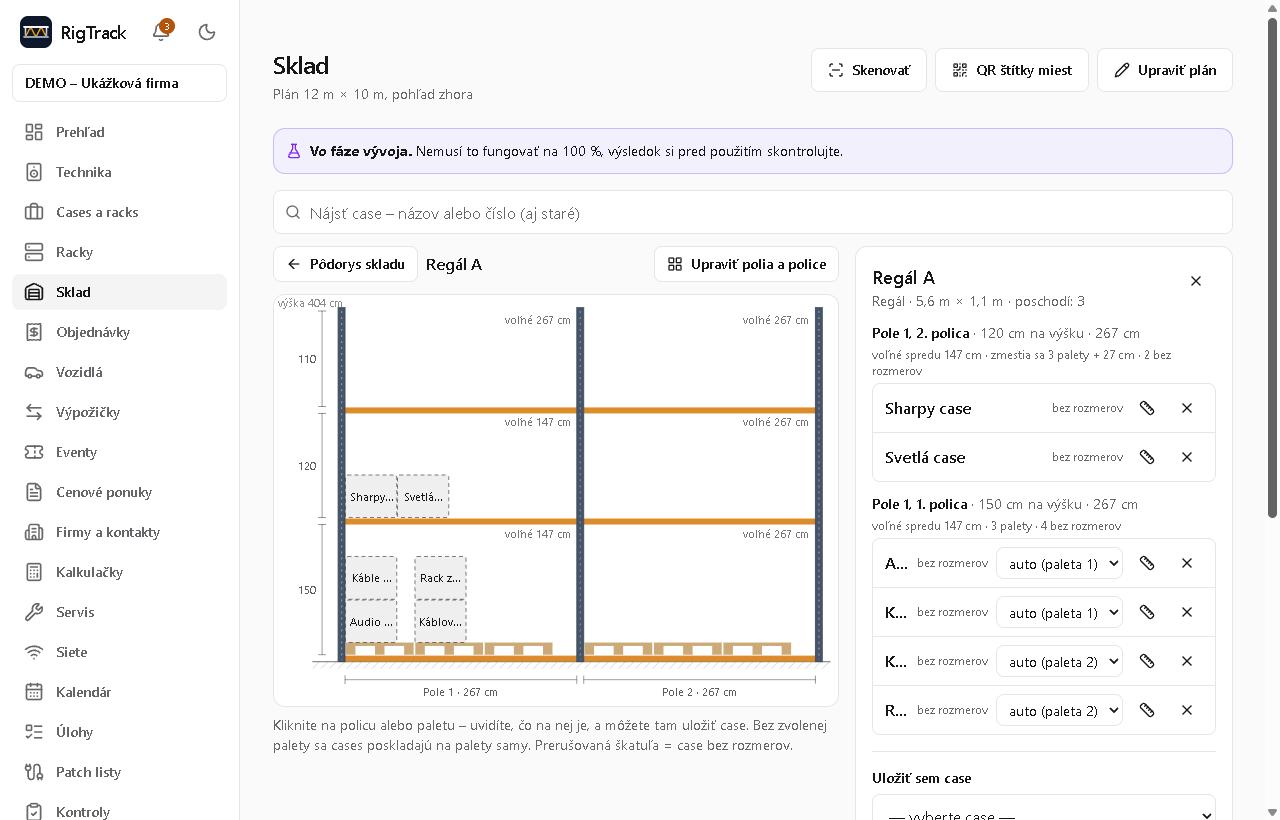 RigTrack
3
DEMO – Ukážková firma
Prehľad
Technika
Cases a racks
Racky
Sklad
Objednávky
Vozidlá
Výpožičky
Eventy
Cenové ponuky
Firmy a kontakty
Kalkulačky
Servis
Siete
Kalendár
Úlohy
Patch listy
Kontroly
Sklad
Plán 12 m × 10 m, pohľad zhora
Skenovať
QR štítky miest
Upraviť plán
Vo fáze vývoja. Nemusí to fungovať na 100 %, výsledok si pred použitím skontrolujte.
Nájsť case – názov alebo číslo (aj staré)
Pôdorys skladu
Regál A
Upraviť polia a police
výška 404 cm
voľné 267 cm
voľné 267 cm
110
voľné 147 cm
voľné 267 cm
120
Sharpy...
Svetlá...
voľné 147 cm
voľné 267 cm
150
Káble ...
Rack z...
Audio ...
Káblov...
Pole 1 · 267 cm
Pole 2 · 267 cm
Kliknite na policu alebo paletu – uvidíte, čo na nej je, a môžete tam uložiť case. Bez zvolenej
palety sa cases poskladajú na palety samy. Prerušovaná škatuľa = case bez rozmerov.
Regál A
Regál · 5,6 m × 1,1 m · poschodí: 3
Pole 1, 2. polica · 120 cm na výšku · 267 cm
voľné spredu 147 cm · zmestia sa 3 palety + 27 cm · 2 bez
rozmerov
Sharpy case
bez rozmerov
Svetlá case
bez rozmerov
Pole 1, 1. polica · 150 cm na výšku · 267 cm
voľné spredu 147 cm · 3 palety · 4 bez rozmerov
A...
bez rozmerov
auto (paleta 1)
K...
bez rozmerov
auto (paleta 1)
K...
bez rozmerov
auto (paleta 2)
R...
bez rozmerov
auto (paleta 2)
Uložiť sem case
— vyberte case —